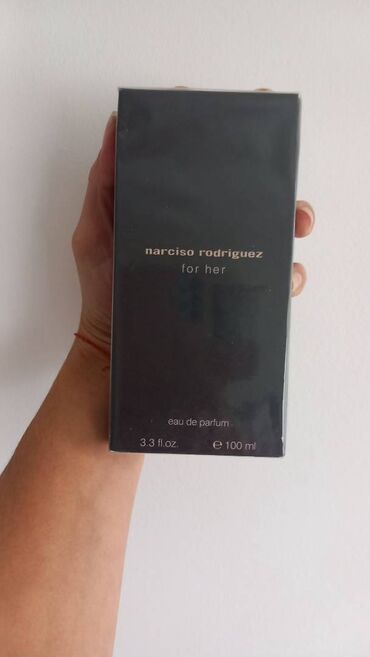 narciso rodriguez
for her
eau de parfum
3.3 fl.oz. ℮ 100 ml